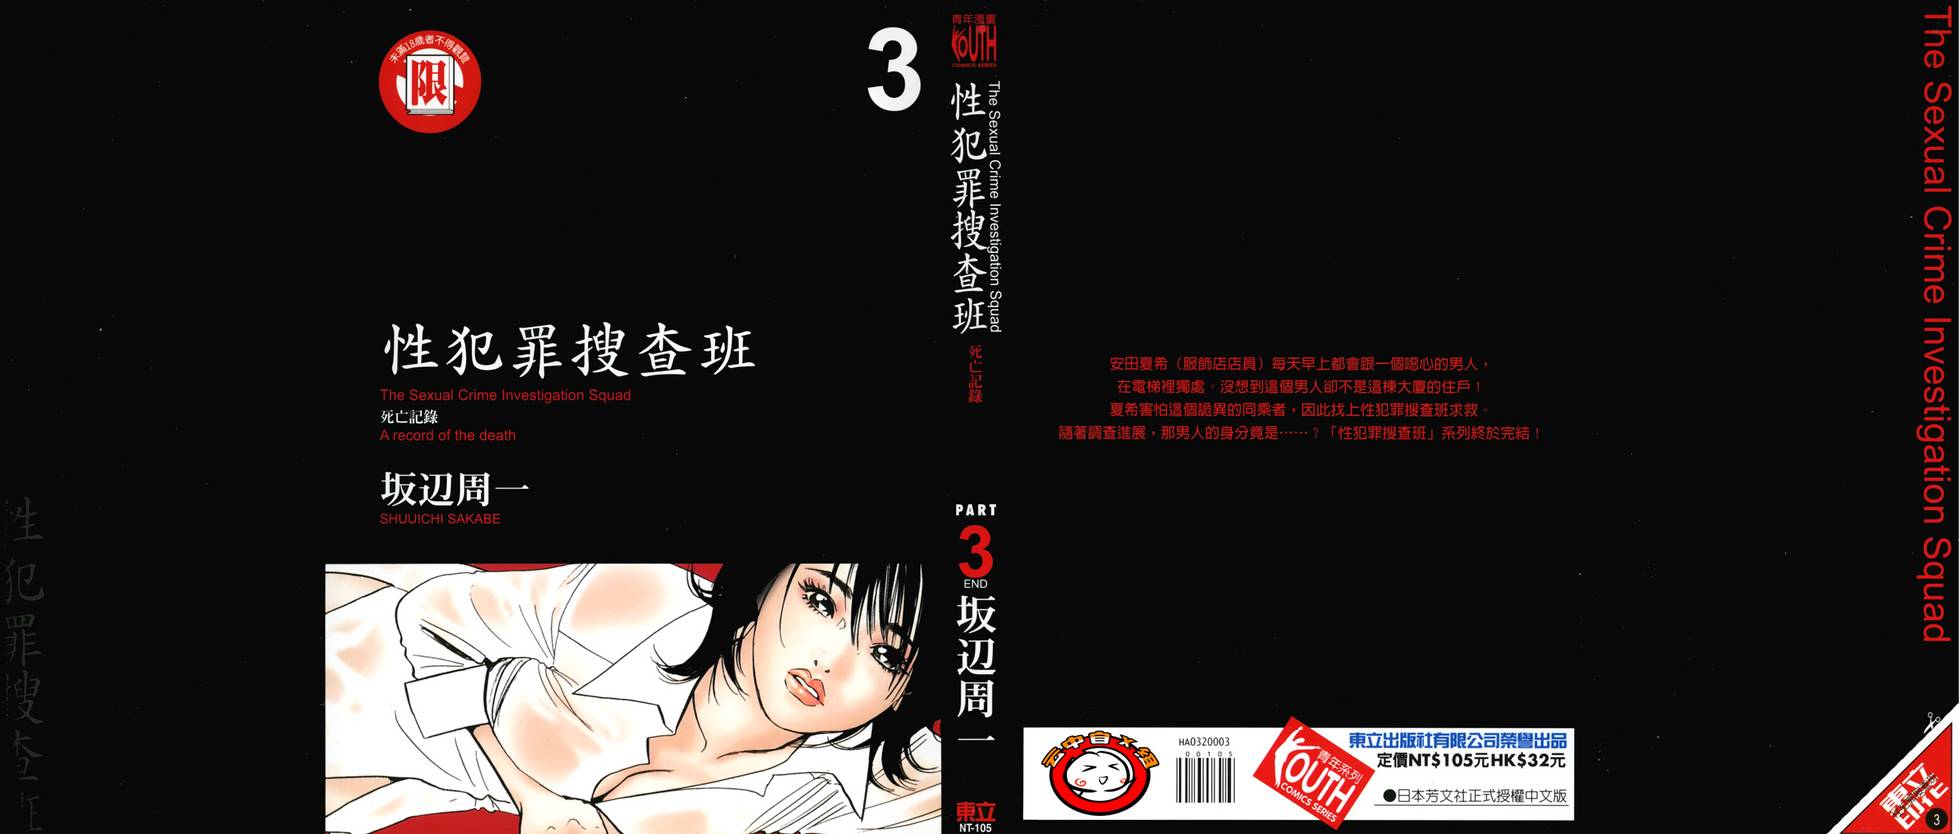 未滿18歲者不得觀覽
限
3
性犯罪搜查班
The Sexual Crime Investigation Squad
死亡記錄
A record of the death
坂辺周一
SHUUICHI SAKABE
青年漫畫
YOUTH
COMICS SERIES
性犯罪搜查班
The Sexual Crime Investigation Squad
死亡記錄
PART
3
END
坂辺周一
東立
NT-105
安田夏希（服飾店店員）每天早上都會跟一個噁心的男人，
在電梯裡獨處。沒想到這個男人卻不是這棟大廈的住戶！
夏希害怕這個詭異的同乘者，因此找上性犯罪搜查班求救。
隨著調查進展，那男人的身分竟是……？「性犯罪搜查班」系列終於完結！
HA0320003
00105
青年系列
YOUTH
COMICS SERIES
東立出版社有限公司榮譽出品
定價NT$105元HK$32元
●日本芳文社正式授權中文版
The Sexual Crime Investigation Squad
東立
印花
3
性犯罪搜查班